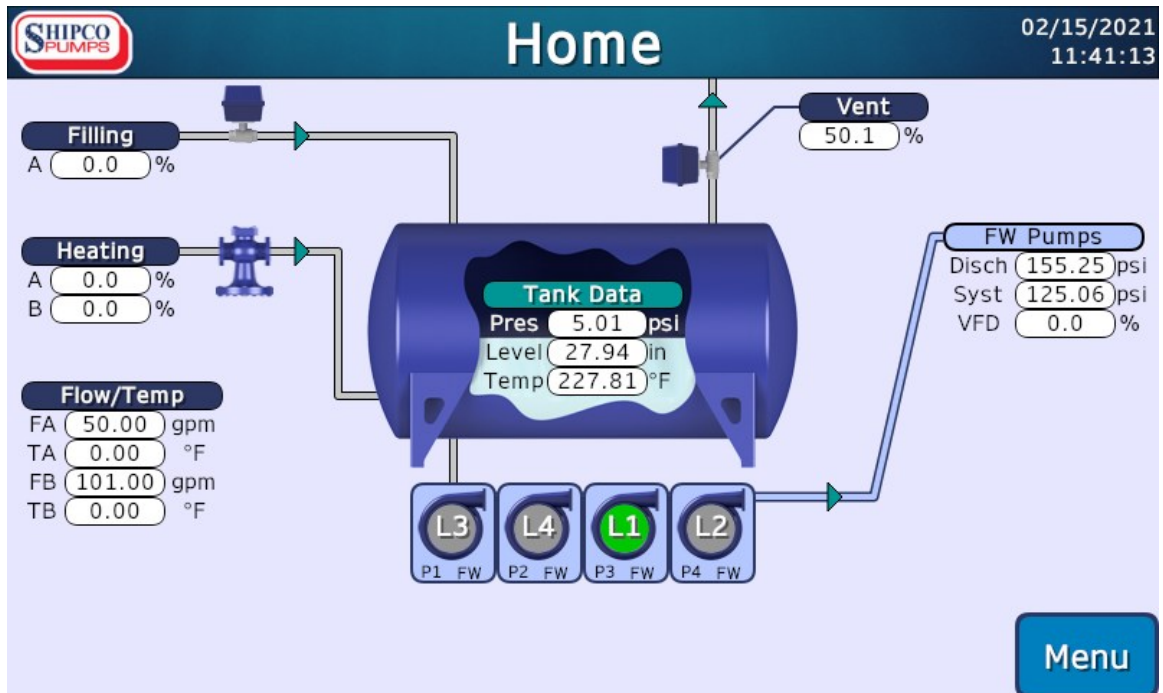 SHIPCO
PUMPS
Home
02/15/2021
11:41:13
Filling
A 0.0 %
Vent
50.1 %
Heating
A 0.0 %
B 0.0 %
FW Pumps
Disch 155.25 psi
Syst 125.06 psi
VFD 0.0 %
Tank Data
Pres 5.01 psi
Level 27.94 in
Temp 227.81 °F
Flow/Temp
FA 50.00 gpm
TA 0.00 °F
FB 101.00 gpm
TB 0.00 °F
L3 L4 L1 L2
P1 FW P2 FW P3 FW P4 FW
Menu